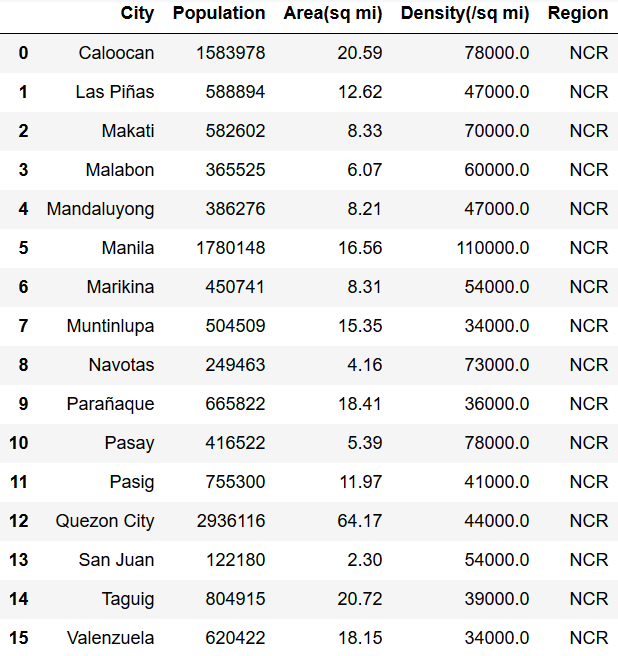 City Population Area(sq mi) Density(/sq mi) Region
0 Caloocan 1583978 20.59 78000.0 NCR
1 Las Piñas 588894 12.62 47000.0 NCR
2 Makati 582602 8.33 70000.0 NCR
3 Malabon 365525 6.07 60000.0 NCR
4 Mandaluyong 386276 8.21 47000.0 NCR
5 Manila 1780148 16.56 110000.0 NCR
6 Marikina 450741 8.31 54000.0 NCR
7 Muntinlupa 504509 15.35 34000.0 NCR
8 Navotas 249463 4.16 73000.0 NCR
9 Parañaque 665822 18.41 36000.0 NCR
10 Pasay 416522 5.39 78000.0 NCR
11 Pasig 755300 11.97 41000.0 NCR
12 Quezon City 2936116 64.17 44000.0 NCR
13 San Juan 122180 2.30 54000.0 NCR
14 Taguig 804915 20.72 39000.0 NCR
15 Valenzuela 620422 18.15 34000.0 NCR